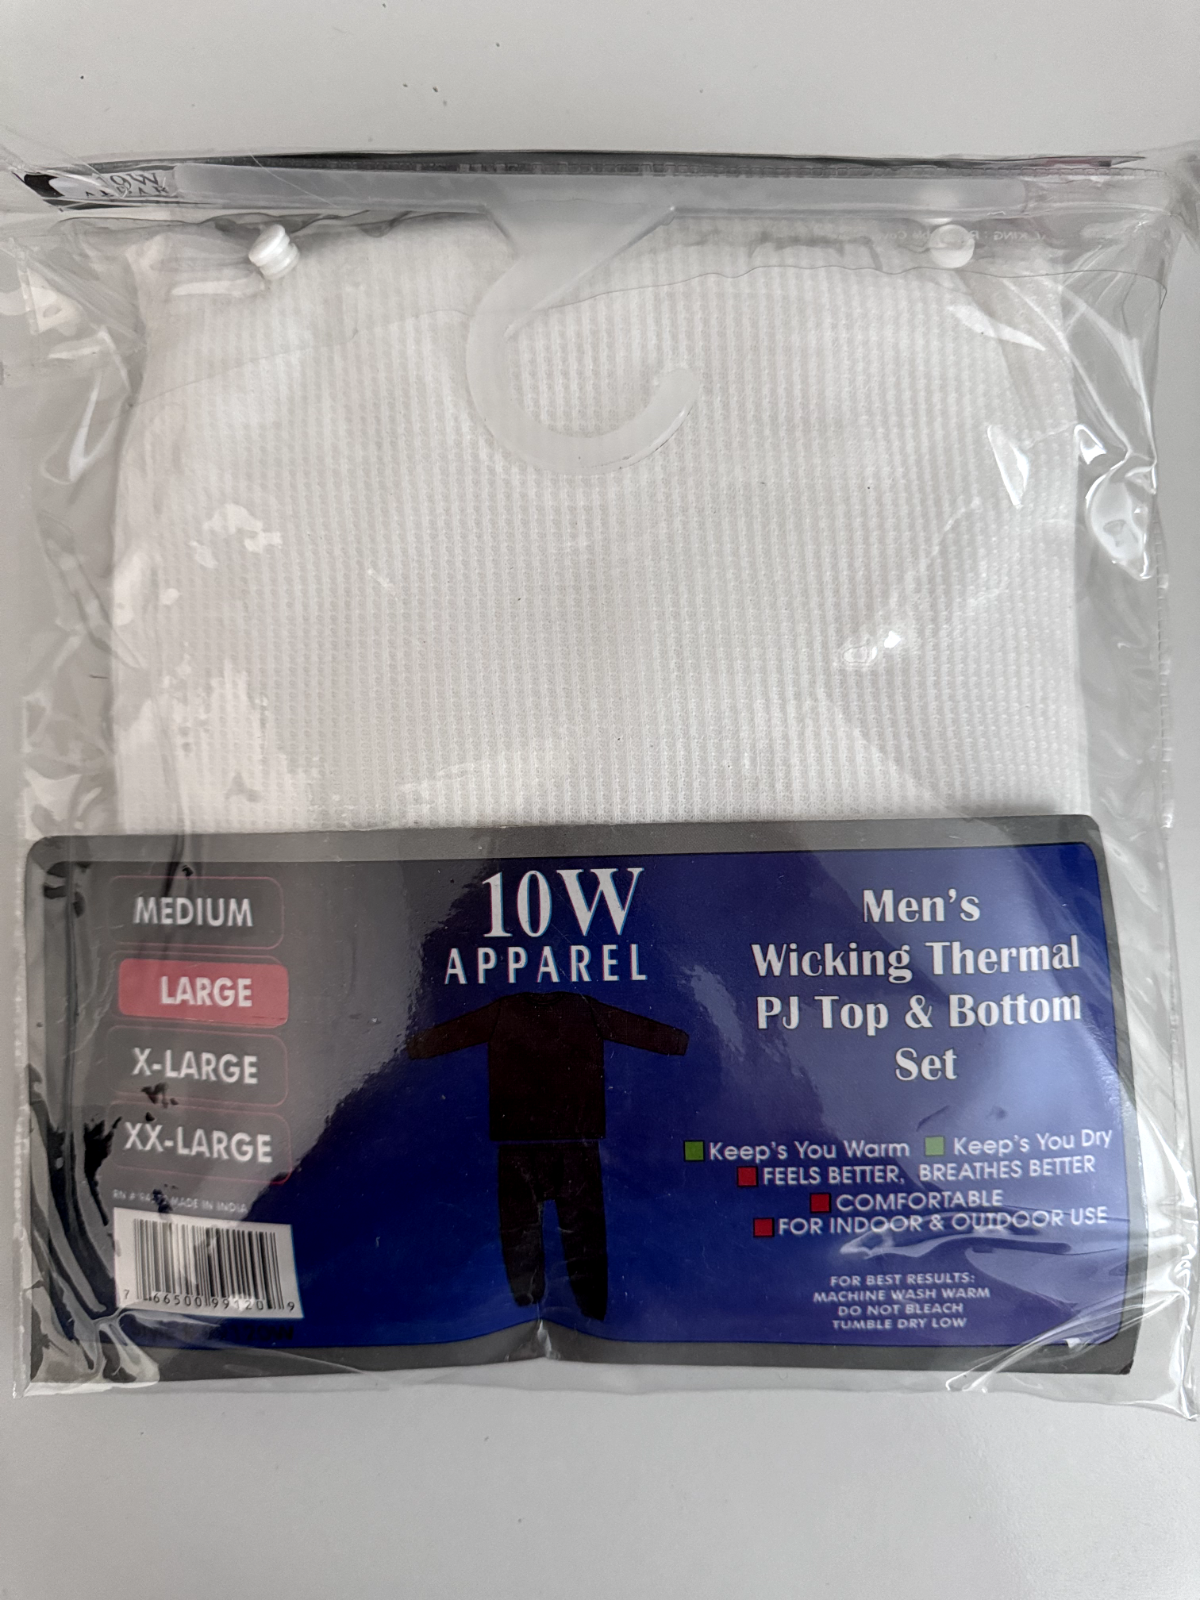 MEDIUM
LARGE
X-LARGE
XX-LARGE
MADE IN INDIA
10W
APPAREL
Men's
Wicking Thermal
PJ Top & Bottom
Set
Keep's You Warm Keep's You Dry
FEELS BETTER, BREATHES BETTER
COMFORTABLE
FOR INDOOR & OUTDOOR USE
FOR BEST RESULTS:
MACHINE WASH WARM
DO NOT BLEACH
TUMBLE DRY LOW